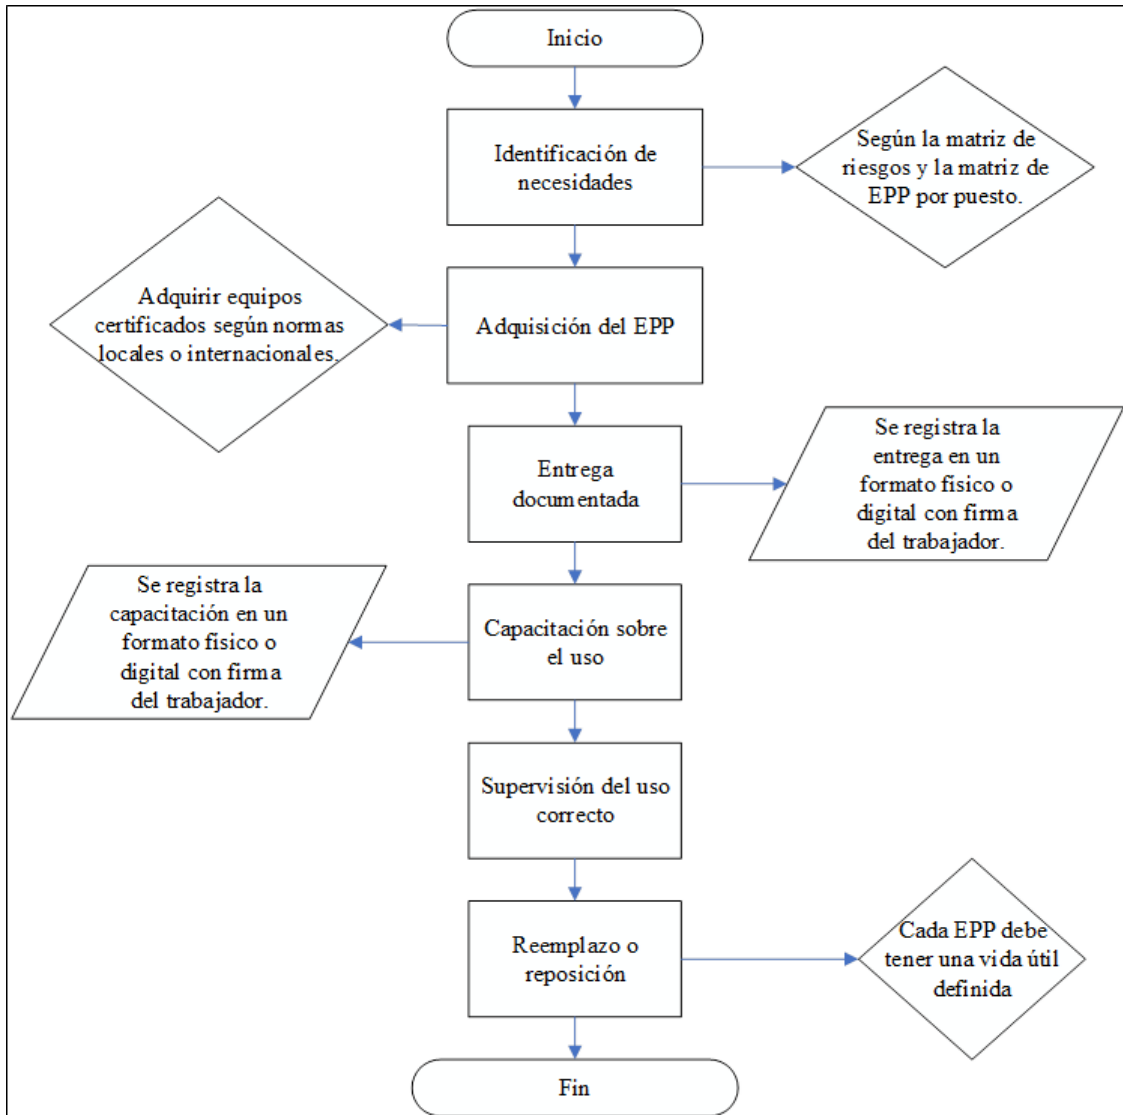 Inicio
Identificación de
necesidades
Según la matriz de
riesgos y la matriz de
EPP por puesto.
Adquisición del EPP
Adquirir equipos
certificados según normas
locales o internacionales.
Entrega
documentada
Se registra la
entrega en un
formato físico o
digital con firma
del trabajador.
Capacitación sobre
el uso
Se registra la
capacitación en un
formato físico o
digital con firma
del trabajador.
Supervisión del uso
correcto
Reemplazo o
reposición
Cada EPP debe
tener una vida útil
definida
Fin